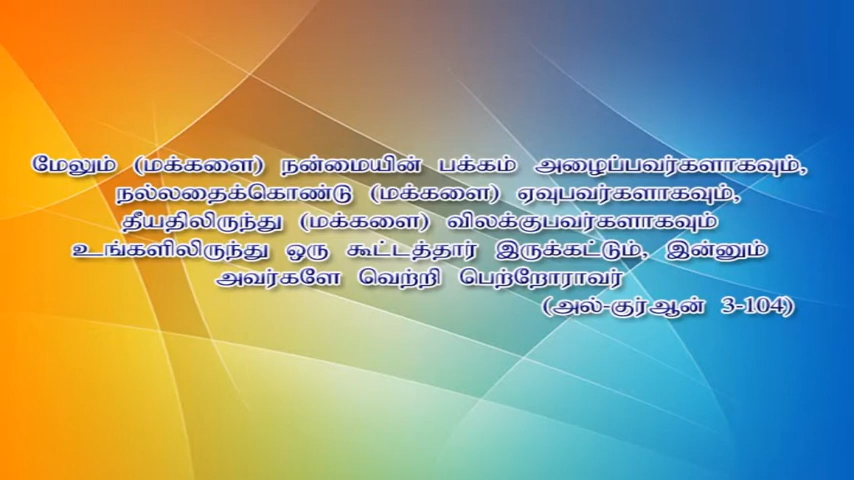 மேலும் (மக்களை) நன்மையின் பக்கம் அழைப்பவர்களாகவும்,
நல்லதைக்கொண்டு (மக்களை) ஏவுபவர்களாகவும்,
தீயதிலிருந்து (மக்களை) விலக்குபவர்களாகவும்
உங்களிலிருந்து ஒரு கூட்டத்தார் இருக்கட்டும், இன்னும்
அவர்களே வெற்றி பெற்றோராவர்
(அல்-குர்ஆன் 3-104)